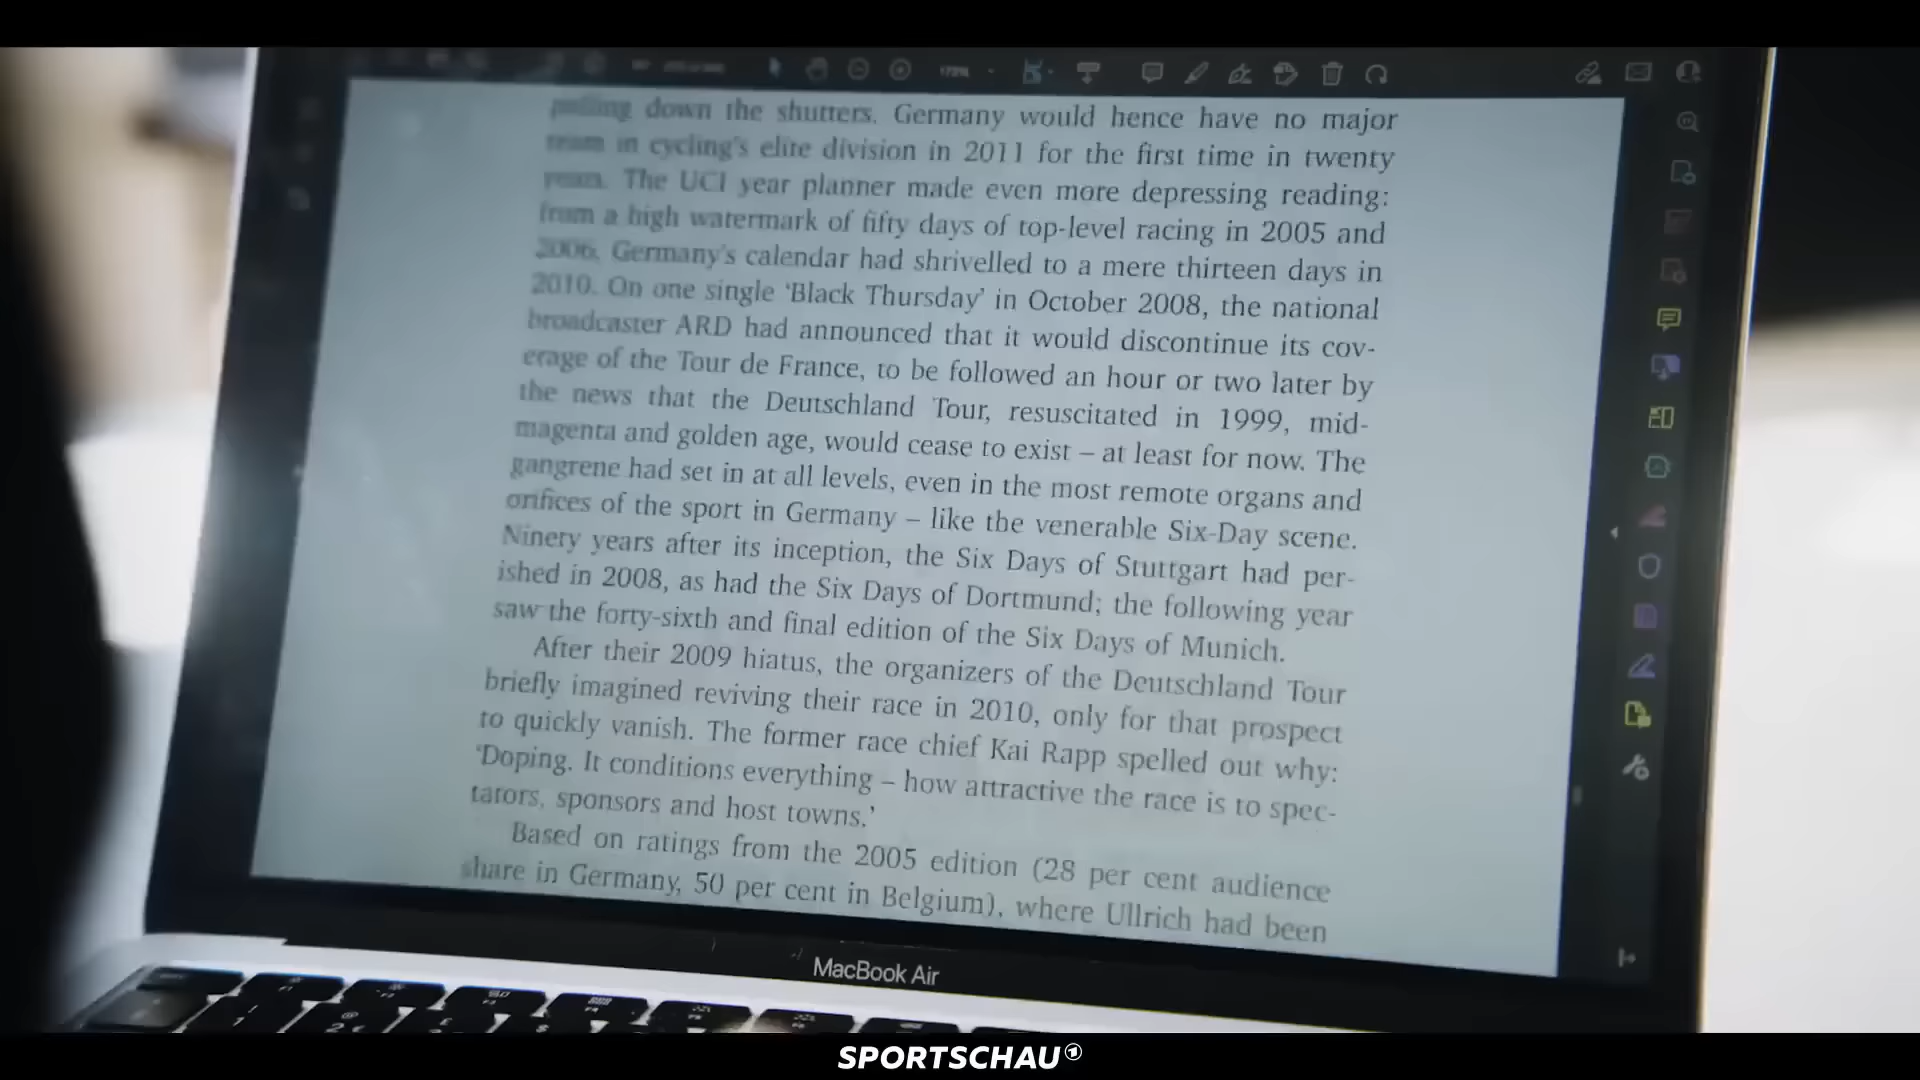 pulling down the shutters. Germany would hence have no major
team in cycling's elite division in 2011 for the first time in twenty
years. The UCI year planner made even more depressing reading:
from a high watermark of fifty days of top-level racing in 2005 and
2006, Germany's calendar had shrivelled to a mere thirteen days in
2010. On one single 'Black Thursday' in October 2008, the national
broadcaster ARD had announced that it would discontinue its cov-
erage of the Tour de France, to be followed an hour or two later by
the news that the Deutschland Tour, resuscitated in 1999, mid-
magenta and golden age, would cease to exist – at least for now. The
gangrene had set in at all levels, even in the most remote organs and
orifices of the sport in Germany – like the venerable Six-Day scene.
Ninety years after its inception, the Six Days of Stuttgart had per-
ished in 2008, as had the Six Days of Dortmund; the following year
saw the forty-sixth and final edition of the Six Days of Munich.
After their 2009 hiatus, the organizers of the Deutschland Tour
briefly imagined reviving their race in 2010, only for that prospect
to quickly vanish. The former race chief Kai Rapp spelled out why:
'Doping. It conditions everything – how attractive the race is to spec-
tators, sponsors and host towns.'
Based on ratings from the 2005 edition (28 per cent audience
share in Germany, 50 per cent in Belgium), where Ullrich had been
MacBook Air
SPORTSCHAU